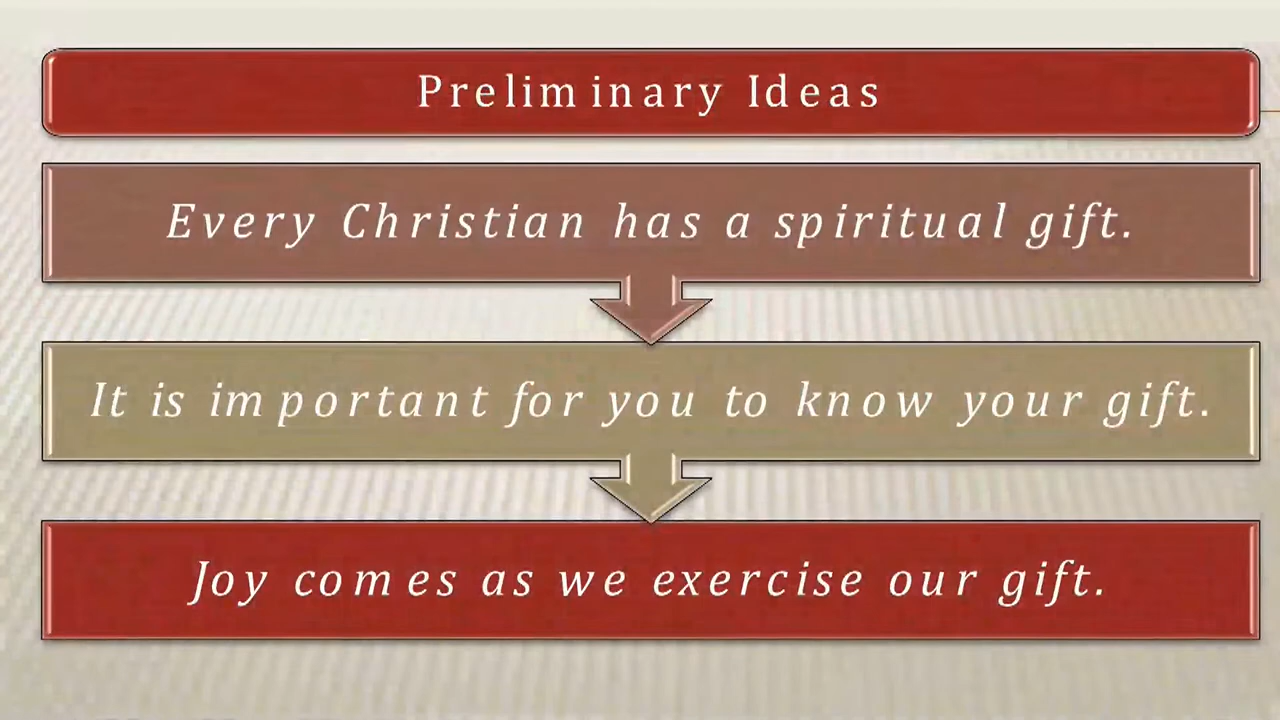 Preliminary Ideas
Every Christian has a spiritual gift.
It is important for you to know your gift.
Joy comes as we exercise our gift.